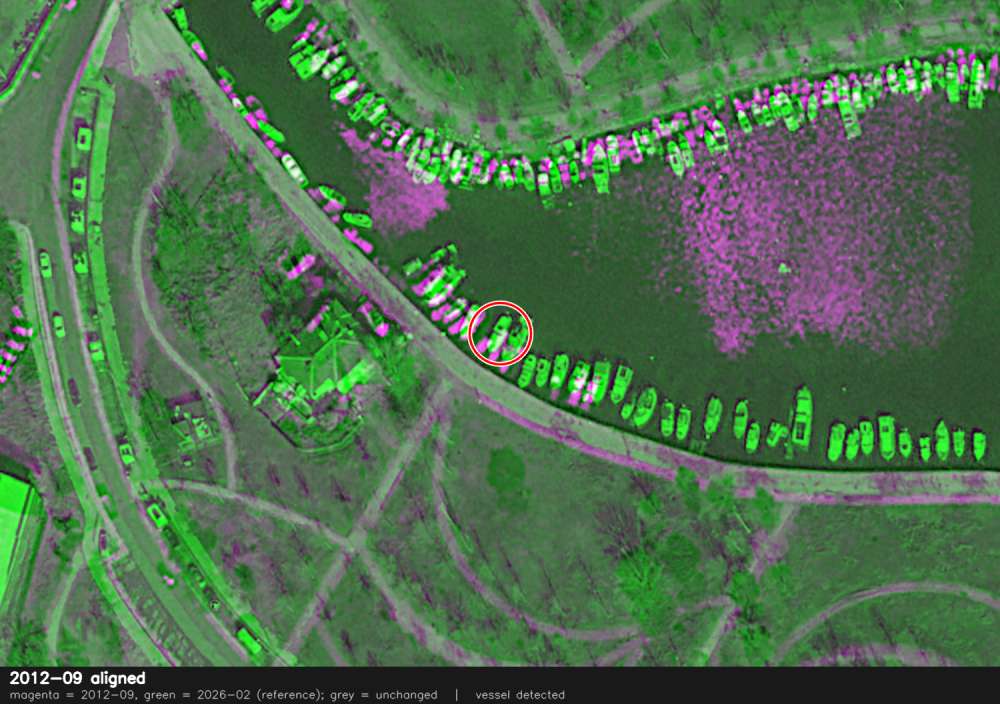 2012-09 aligned
magenta = 2012-09, green = 2026-02 (reference); grey = unchanged | vessel detected